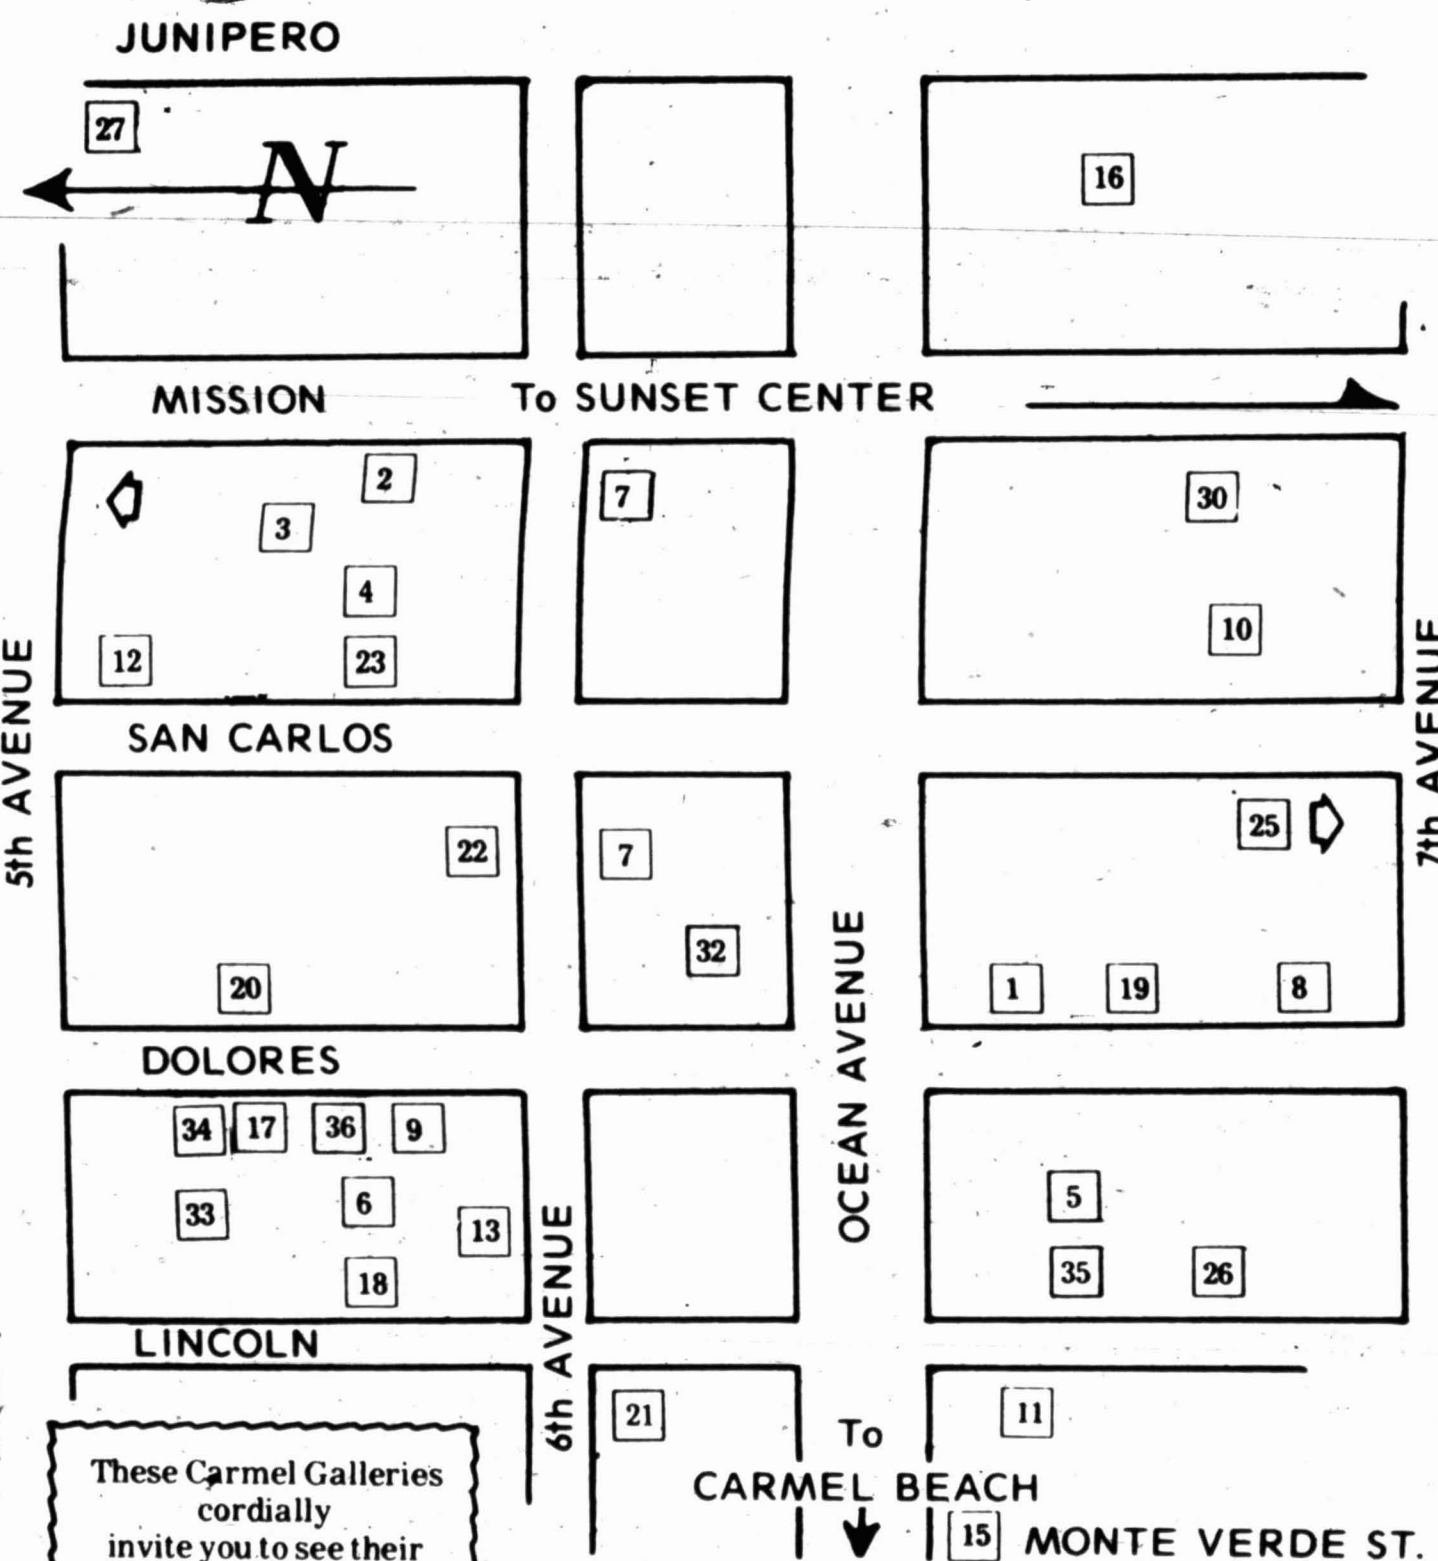 JUNIPERO
27
N
16
MISSION To SUNSET CENTER
2
3
4
12
23
7
30
10
5th AVENUE
7th AVENUE
SAN CARLOS
22
20
7
32
25
1
19
8
OCEAN AVENUE
DOLORES
34 17 36 9
33
6
13
18
6th AVENUE
5
35
26
LINCOLN
21
11
To
CARMEL BEACH
15 MONTE VERDE ST.
These Carmel Galleries
cordially
invite you to see their